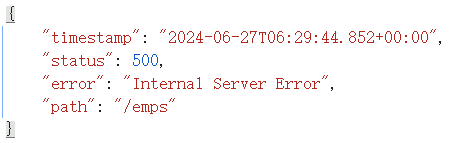 {
"timestamp": "2024-06-27T06:29:44.852+00:00",
"status": 500,
"error": "Internal Server Error",
"path": "/emps"
}